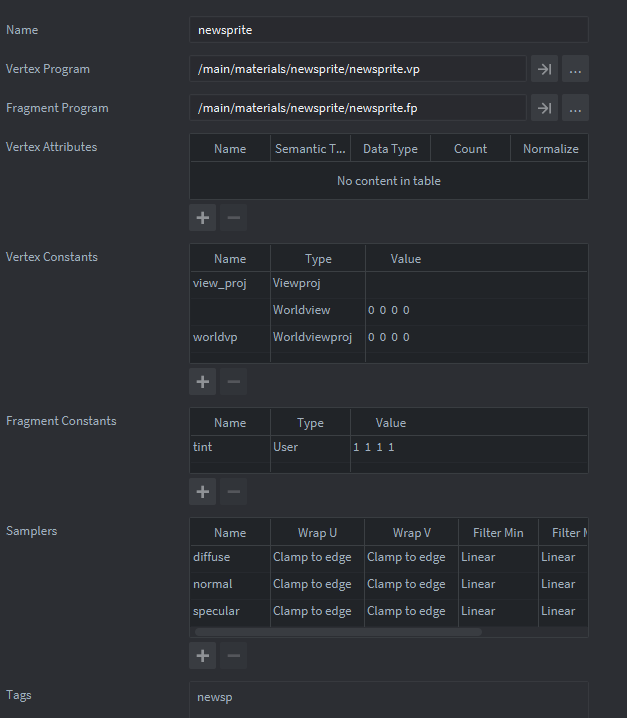 Name newsprite
Vertex Program /main/materials/newsprite/newsprite.vp ...
Fragment Program /main/materials/newsprite/newsprite.fp ...
Vertex Attributes Name Semantic T... Data Type Count Normalize
No content in table
+ −
Vertex Constants Name Type Value
view_proj Viewproj
Worldview 0 0 0 0
worldvp Worldviewproj 0 0 0 0
+ −
Fragment Constants Name Type Value
tint User 1 1 1 1
+ −
Samplers Name Wrap U Wrap V Filter Min Filter M
diffuse Clamp to edge Clamp to edge Linear Linear
normal Clamp to edge Clamp to edge Linear Linear
specular Clamp to edge Clamp to edge Linear Linear
+ −
Tags newsp